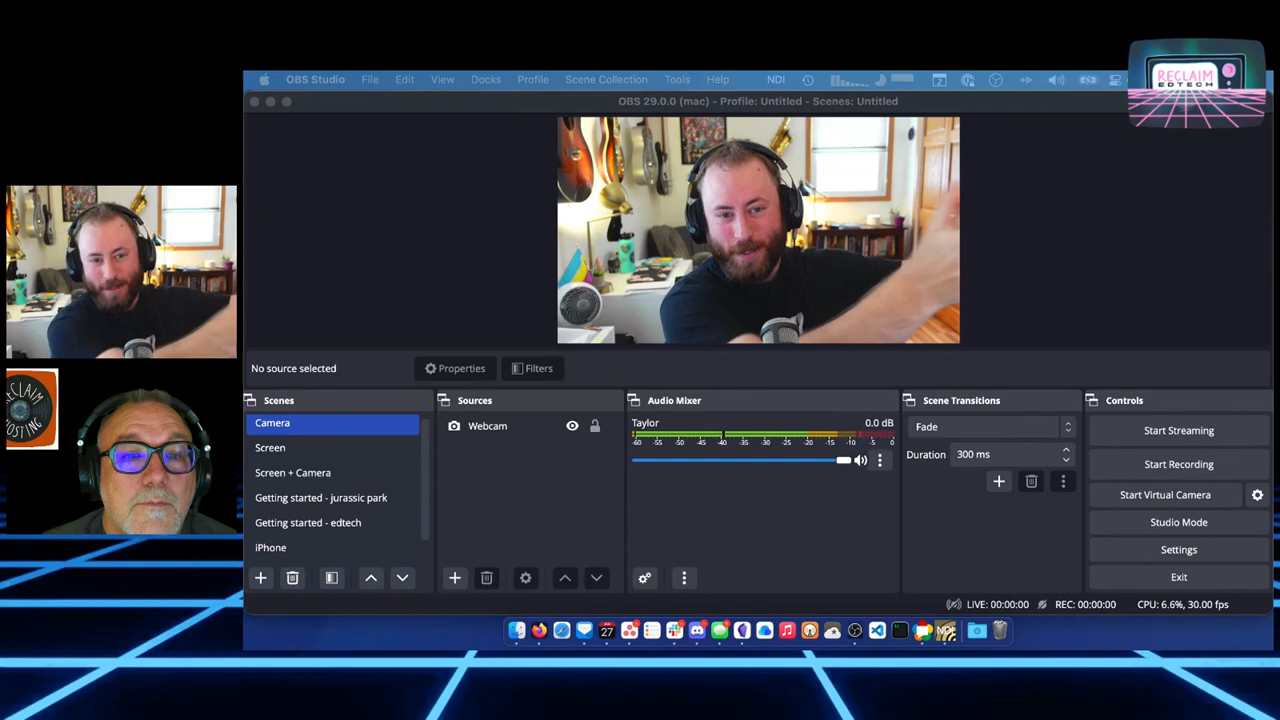 RECLAIM
EDTECH
OBS Studio File Edit View Docks Profile Scene Collection Tools Help NDI
OBS 29.0.0 (mac) - Profile: Untitled - Scenes: Untitled
RECLAIM
HOSTING
No source selected Properties Filters
Scenes Sources Audio Mixer Scene Transitions Controls
Camera
Screen
Screen + Camera
Getting started - jurassic park
Getting started - edtech
iPhone
Webcam
Taylor 0.0 dB
-60 -55 -50 -45 -40 -35 -30 -25 -20 -15 -10 -5 0
Fade
Duration 300 ms
Start Streaming
Start Recording
Start Virtual Camera
Studio Mode
Settings
Exit
LIVE: 00:00:00 REC: 00:00:00 CPU: 6.6%, 30.00 fps
27